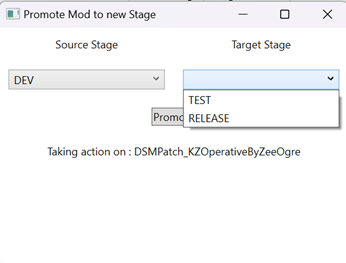 Promote Mod to new Stage
Source Stage
Target Stage
DEV
TEST
RELEASE
Promo
Taking action on : DSMPatch_KZOperativeByZeeOgre